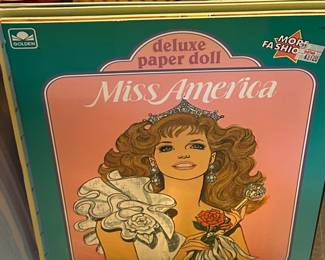 GOLDEN
deluxe
paper doll
MORE
FASHIO
Miss America